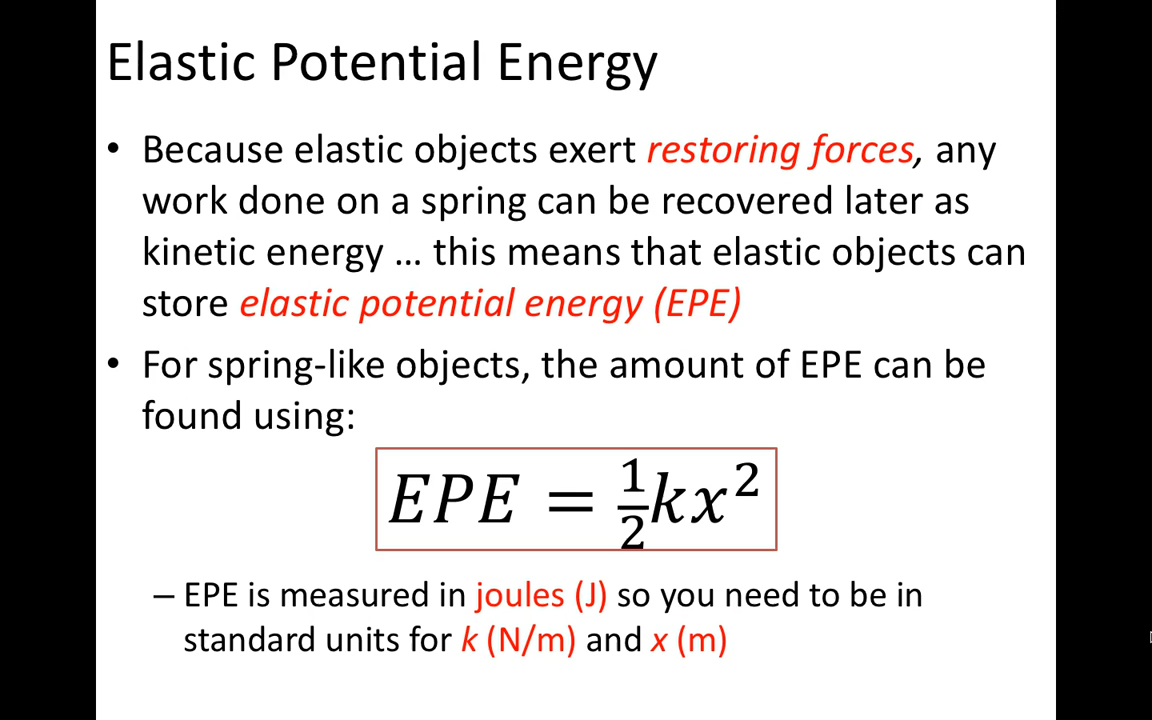 Elastic Potential Energy
• Because elastic objects exert restoring forces, any
work done on a spring can be recovered later as
kinetic energy … this means that elastic objects can
store elastic potential energy (EPE)
• For spring-like objects, the amount of EPE can be
found using:
EPE = ½kx²
– EPE is measured in joules (J) so you need to be in
standard units for k (N/m) and x (m)